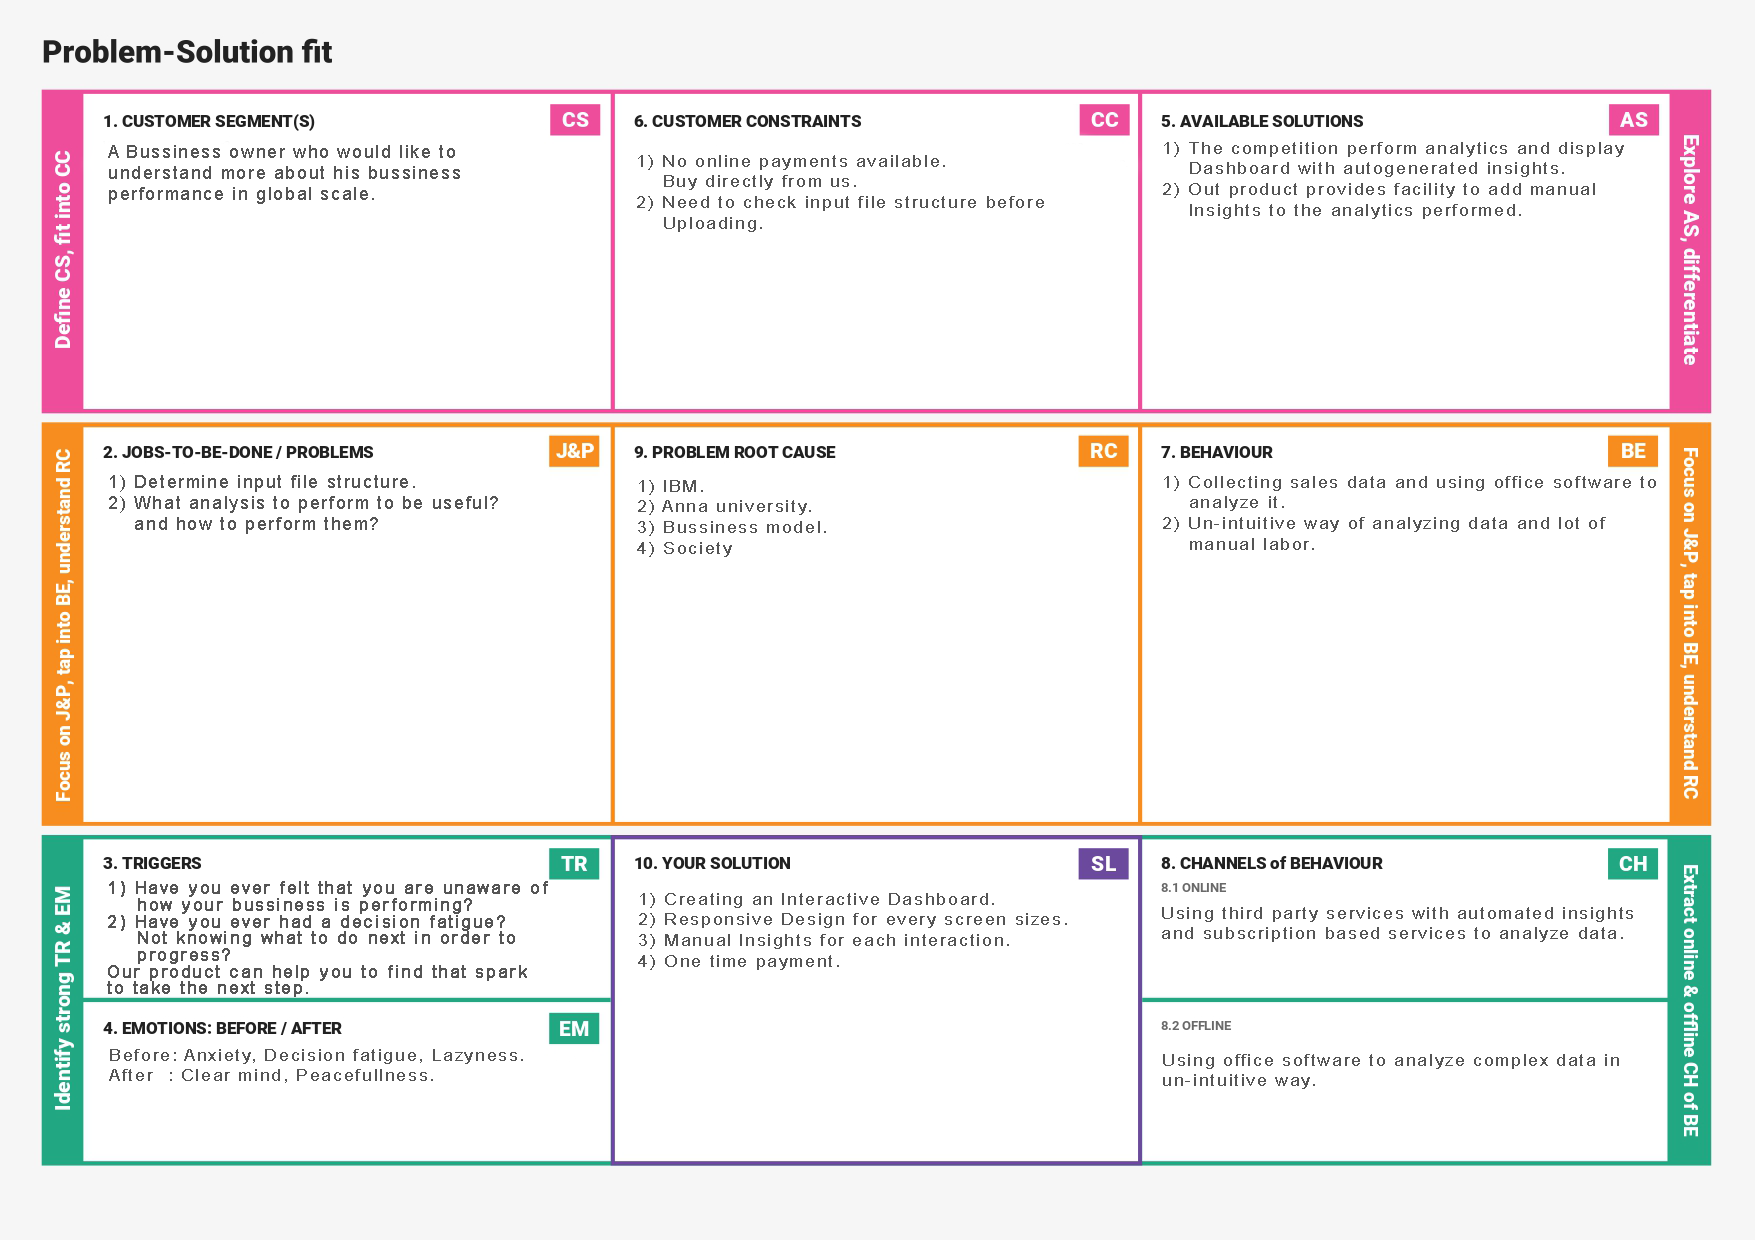 Problem-Solution fit
Define CS, fit into CC
1. CUSTOMER SEGMENT(S)
CS
A Bussiness owner who would like to
understand more about his bussiness
performance in global scale.
6. CUSTOMER CONSTRAINTS
CC
1) No online payments available.
Buy directly from us.
2) Need to check input file structure before
Uploading.
5. AVAILABLE SOLUTIONS
AS
1) The competition perform analytics and display
Dashboard with autogenerated insights.
2) Out product provides facility to add manual
Insights to the analytics performed.
Explore AS, differentiate
Focus on J&P, tap into BE, understand RC
2. JOBS-TO-BE-DONE / PROBLEMS
J&P
1) Determine input file structure.
2) What analysis to perform to be useful?
and how to perform them?
9. PROBLEM ROOT CAUSE
RC
1) IBM.
2) Anna university.
3) Bussiness model.
4) Society
7. BEHAVIOUR
BE
1) Collecting sales data and using office software to
analyze it.
2) Un-intuitive way of analyzing data and lot of
manual labor.
Focus on J&P, tap into BE, understand RC
Identify strong TR & EM
3. TRIGGERS
TR
1) Have you ever felt that you are unaware of
how your bussiness is performing?
2) Have you ever had a decision fatigue?
Not knowing what to do next in order to
progress?
Our product can help you to find that spark
to take the next step.
4. EMOTIONS: BEFORE / AFTER
EM
Before: Anxiety, Decision fatigue, Lazyness.
After : Clear mind, Peacefullness.
10. YOUR SOLUTION
SL
1) Creating an Interactive Dashboard.
2) Responsive Design for every screen sizes.
3) Manual Insights for each interaction.
4) One time payment.
8. CHANNELS of BEHAVIOUR
CH
8.1 ONLINE
Using third party services with automated insights
and subscription based services to analyze data.
8.2 OFFLINE
Using office software to analyze complex data in
un-intuitive way.
Extract online & offline CH of BE